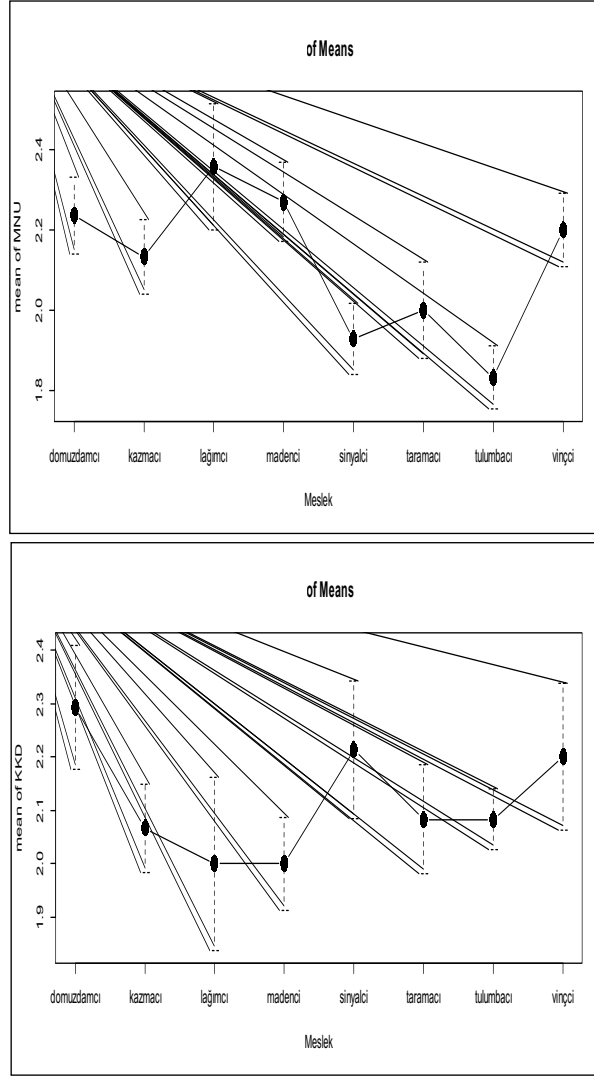 of Means
mean of MNU
2.4
2.2
2.0
1.8
domuzdamcı kazmacı lağımcı madenci sinyalci taramacı tulumbacı vinçci
Meslek
of Means
mean of KKD
2.4
2.3
2.2
2.1
2.0
1.9
domuzdamcı kazmacı lağımcı madenci sinyalci taramacı tulumbacı vinçci
Meslek